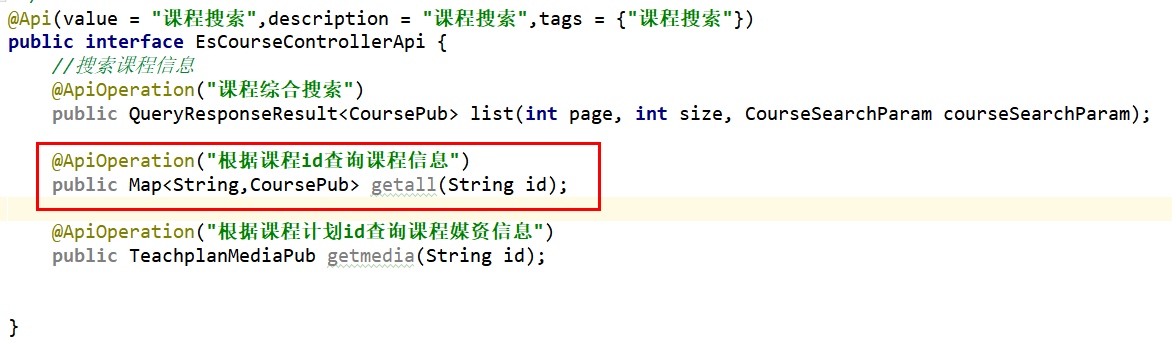 @Api(value = "课程搜索",description = "课程搜索",tags = {"课程搜索"})
public interface EsCourseControllerApi {
//搜索课程信息
@ApiOperation("课程综合搜索")
public QueryResponseResult<CoursePub> list(int page, int size, CourseSearchParam courseSearchParam);
@ApiOperation("根据课程id查询课程信息")
public Map<String,CoursePub> getall(String id);
@ApiOperation("根据课程计划id查询课程媒资信息")
public TeachplanMediaPub getmedia(String id);
}